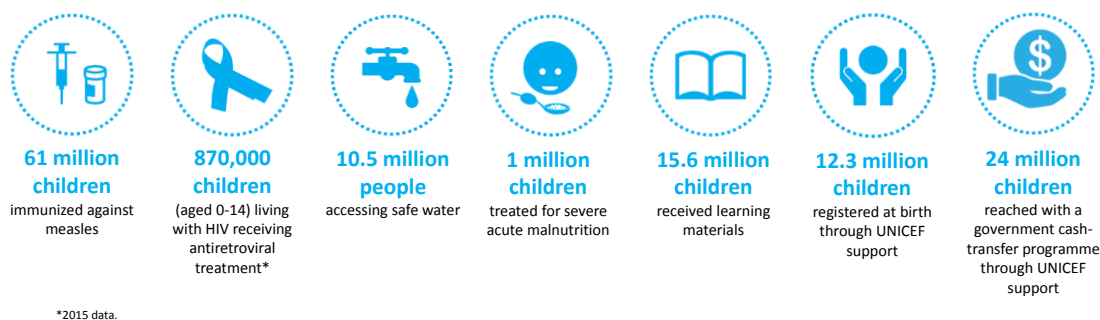 $
61 million
children
immunized against
measles
870,000
children
(aged 0-14) living
with HIV receiving
antiretroviral
treatment*
10.5 million
people
accessing safe water
1 million
children
treated for severe
acute malnutrition
15.6 million
children
received learning
materials
12.3 million
children
registered at birth
through UNICEF
support
24 million
children
reached with a
government cash-
transfer programme
through UNICEF
support
*2015 data.